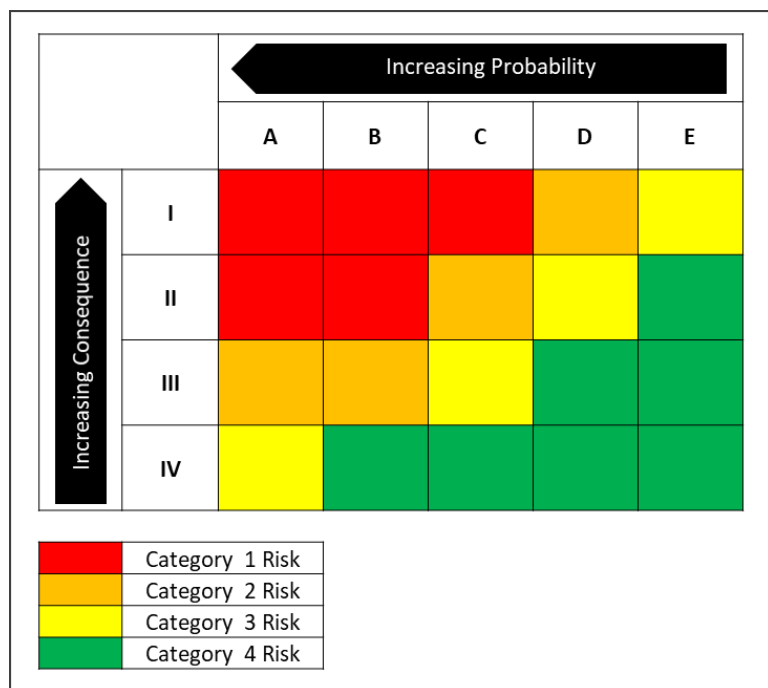 Increasing Probability
A B C D E
Increasing Consequence
I
II
III
IV
Category 1 Risk
Category 2 Risk
Category 3 Risk
Category 4 Risk